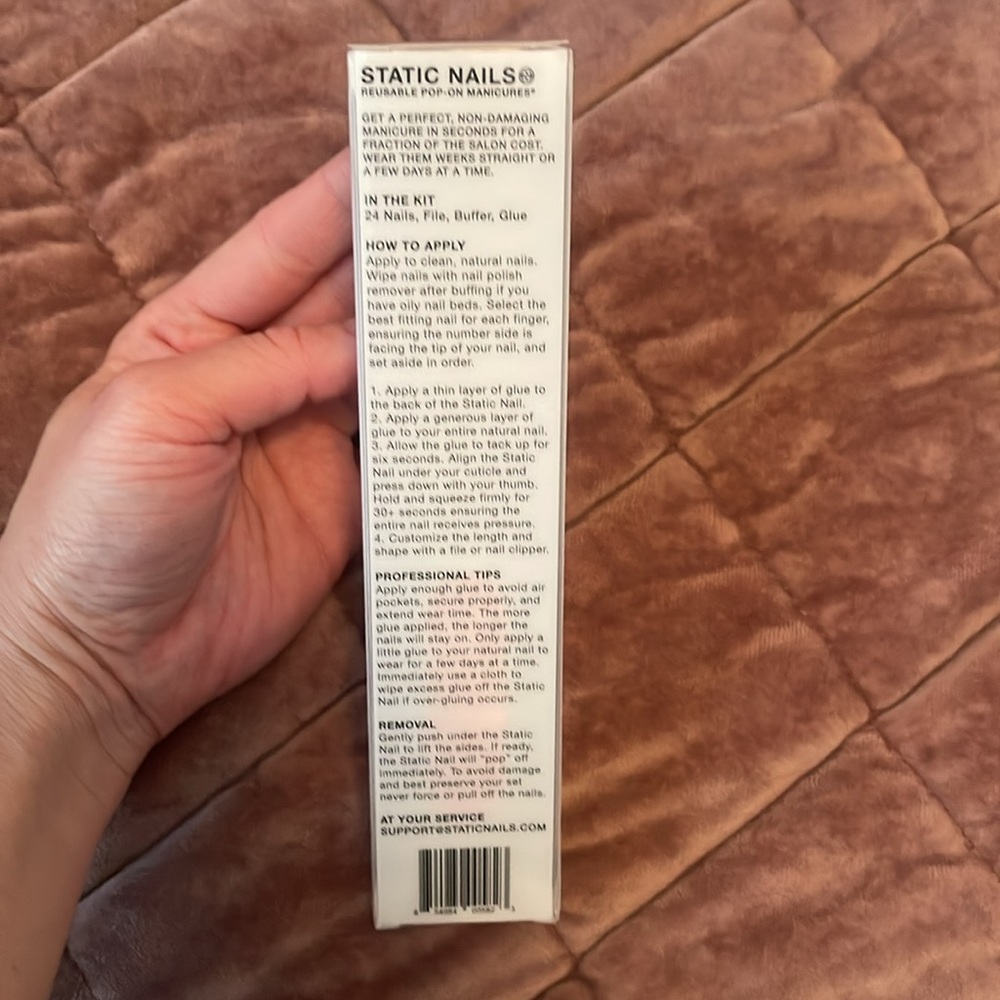 STATIC NAILS
REUSABLE POP-ON MANICURES®
GET A PERFECT, NON-DAMAGING
MANICURE IN SECONDS FOR A
FRACTION OF THE SALON COST.
WEAR THEM WEEKS STRAIGHT OR
A FEW DAYS AT A TIME.
IN THE KIT
24 Nails, File, Buffer, Glue
HOW TO APPLY
Apply to clean, natural nails.
Wipe nails with nail polish
remover after buffing if you
have oily nail beds. Select the
best fitting nail for each finger,
ensuring the number side is
facing the tip of your nail, and
set aside in order.
1. Apply a thin layer of glue to
the back of the Static Nail.
2. Apply a generous layer of
glue to your entire natural nail.
3. Allow the glue to tack up for
six seconds. Align the Static
Nail under your cuticle and
press down with your thumb.
Hold and squeeze firmly for
30+ seconds ensuring the
entire nail receives pressure.
4. Customize the length and
shape with a file or nail clipper.
PROFESSIONAL TIPS
Apply enough glue to avoid air
pockets, secure properly, and
extend wear time. The more
glue applied, the longer the
nails will stay on. Only apply a
little glue to your natural nail to
wear for a few days at a time.
Immediately use a cloth to
wipe excess glue off the Static
Nail if over-gluing occurs.
REMOVAL
Gently push under the Static
Nail to lift the sides. If ready,
the Static Nail will "pop" off
immediately. To avoid damage
and best preserve your set
never force or pull off the nails.
AT YOUR SERVICE
SUPPORT@STATICNAILS.COM